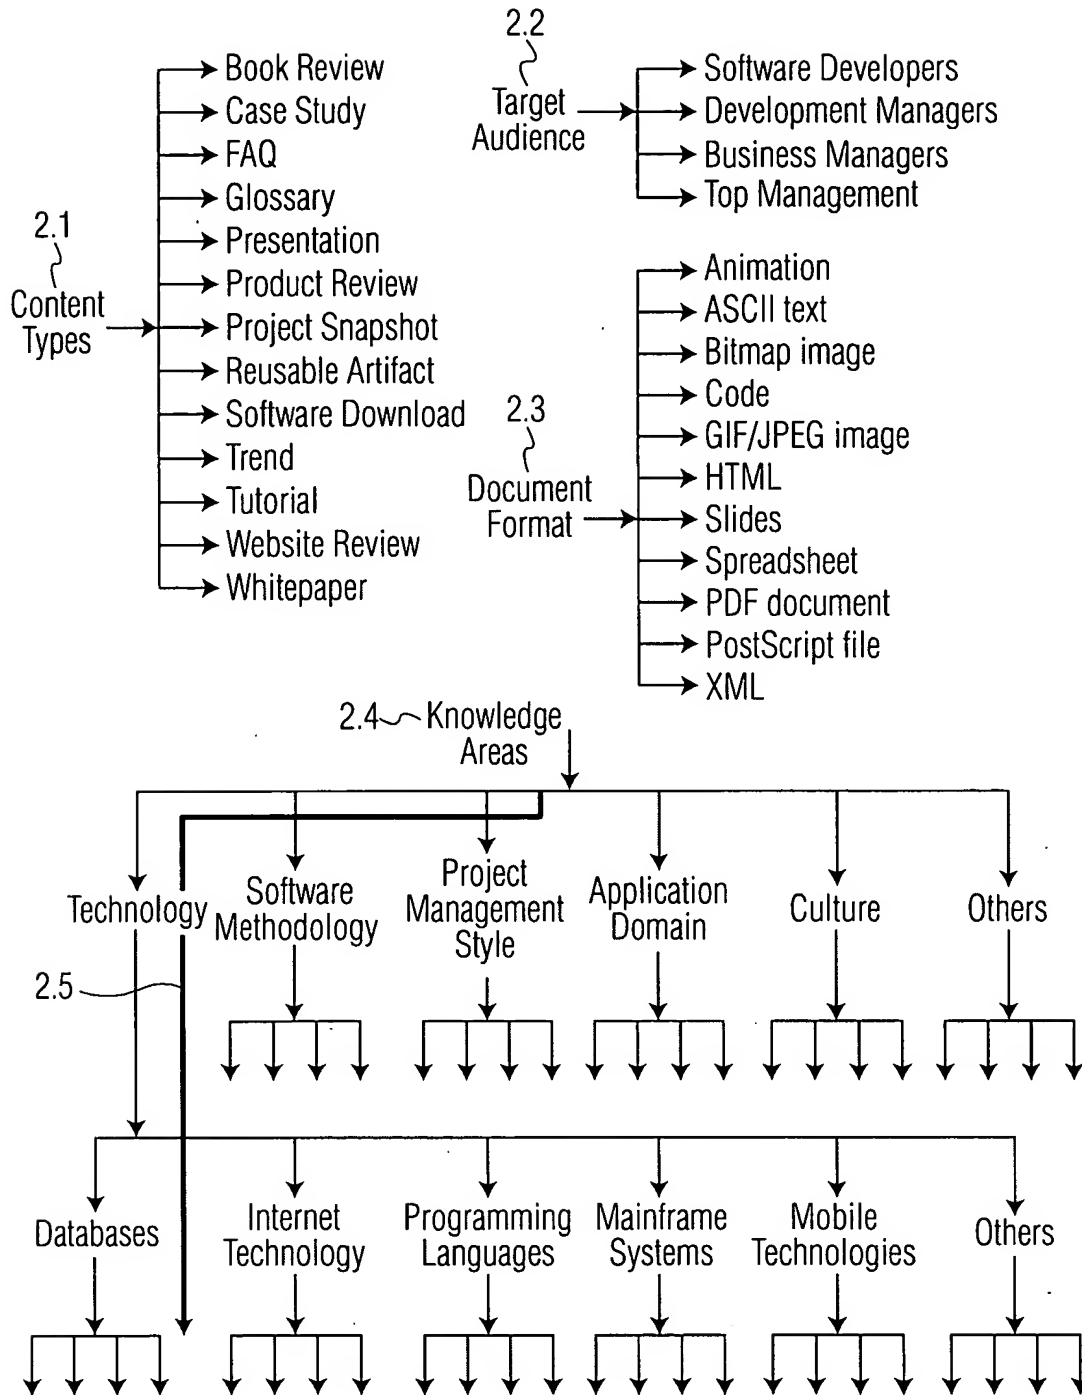 2.1
Content
Types
Book Review
Case Study
FAQ
Glossary
Presentation
Product Review
Project Snapshot
Reusable Artifact
Software Download
Trend
Tutorial
Website Review
Whitepaper
2.2
Target
Audience
Software Developers
Development Managers
Business Managers
Top Management
2.3
Document
Format
Animation
ASCII text
Bitmap image
Code
GIF/JPEG image
HTML
Slides
Spreadsheet
PDF document
PostScript file
XML
2.4
Knowledge
Areas
Technology
Software
Methodology
Project
Management
Style
Application
Domain
Culture
Others
2.5
Databases
Internet
Technology
Programming
Languages
Mainframe
Systems
Mobile
Technologies
Others